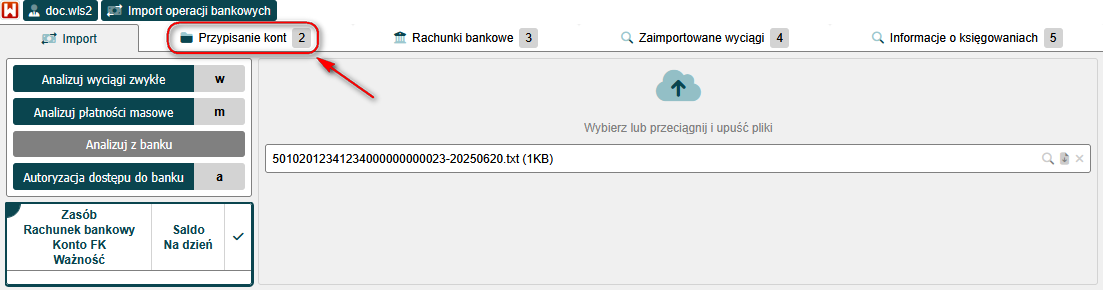 doc.wls2 Import operacji bankowych
Import Przypisanie kont 2 Rachunki bankowe 3 Zaimportowane wyciągi 4 Informacje o księgowaniach 5
Analizuj wyciągi zwykłe w
Analizuj płatności masowe m
Analizuj z banku
Autoryzacja dostępu do banku a
Wybierz lub przeciągnij i upuść pliki
50102012341234000000000023-20250620.txt (1KB)
Zasób
Rachunek bankowy
Konto FK
Ważność
Saldo
Na dzień